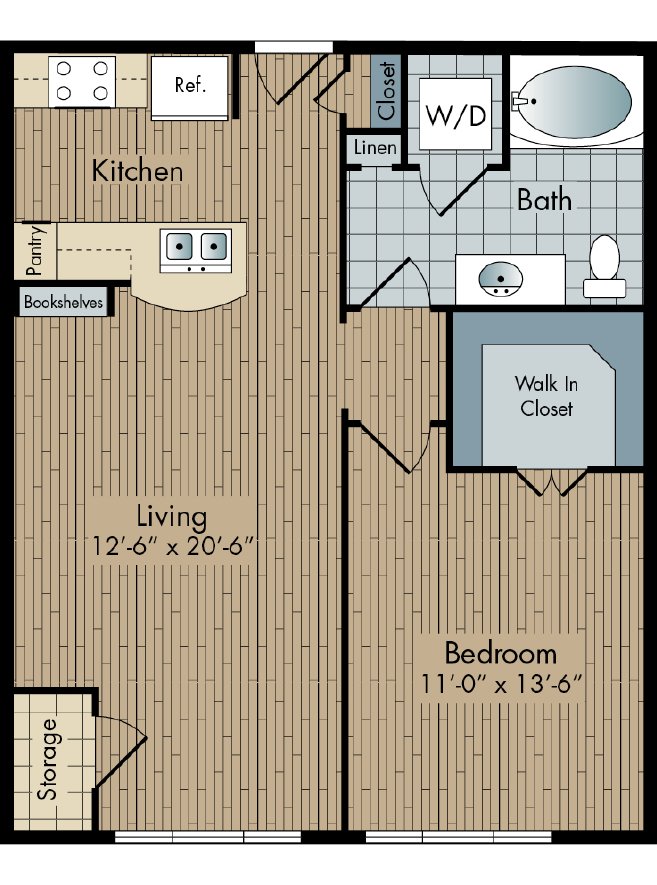 Ref.
Closet
W/D
Linen
Kitchen
Bath
Pantry
Bookshelves
Walk In
Closet
Living
12’-6” x 20’-6”
Bedroom
11’-0” x 13’-6”
Storage